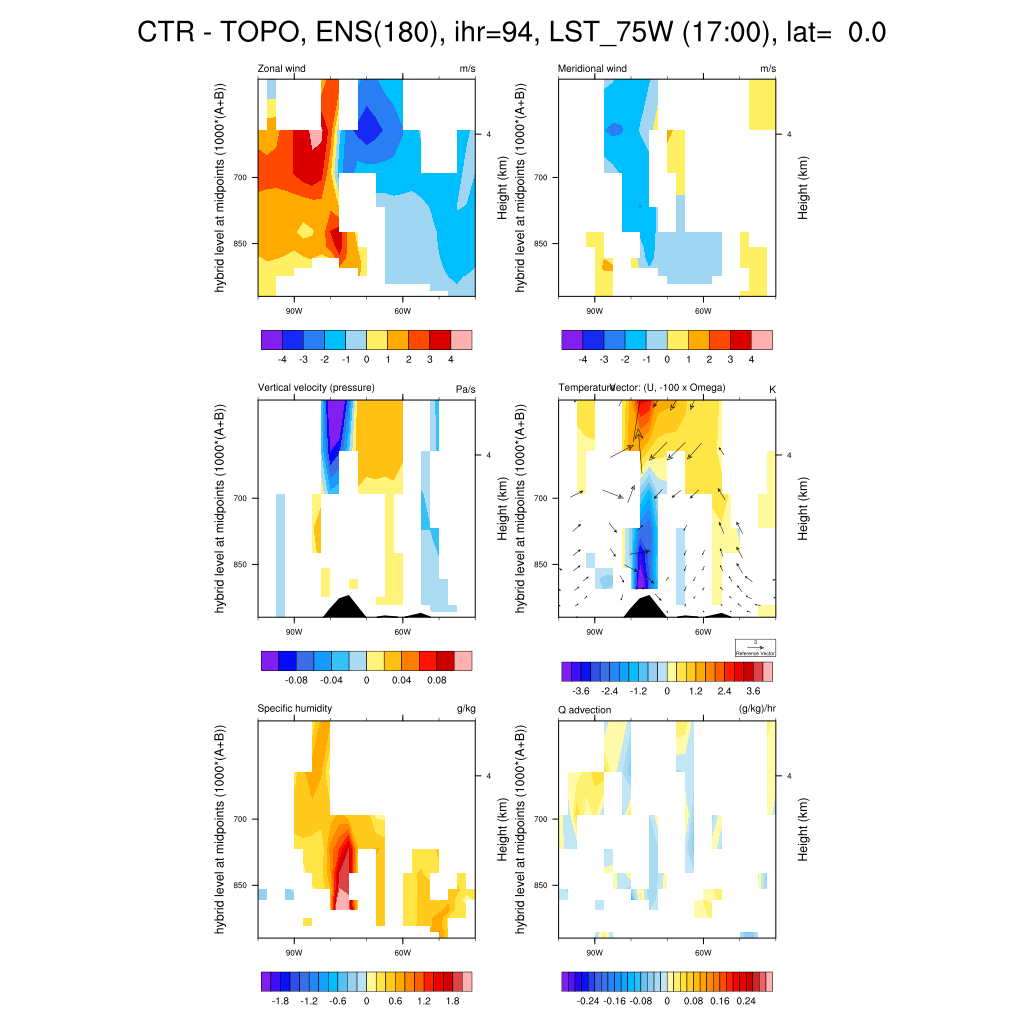 CTR - TOPO, ENS(180), ihr=94, LST_75W (17:00), lat= 0.0
Zonal wind m/s
hybrid level at midpoints (1000*(A+B))
700
850
4
Height (km)
90W 60W
-4 -3 -2 -1 0 1 2 3 4
Meridional wind m/s
hybrid level at midpoints (1000*(A+B))
700
850
4
Height (km)
90W 60W
-4 -3 -2 -1 0 1 2 3 4
Vertical velocity (pressure) Pa/s
hybrid level at midpoints (1000*(A+B))
700
850
4
Height (km)
90W 60W
-0.08 -0.04 0 0.04 0.08
Temperature Vector: (U, -100 x Omega) K
hybrid level at midpoints (1000*(A+B))
700
850
4
Height (km)
90W 60W
3
Reference Vector
-3.6 -2.4 -1.2 0 1.2 2.4 3.6
Specific humidity g/kg
hybrid level at midpoints (1000*(A+B))
700
850
4
Height (km)
90W 60W
-1.8 -1.2 -0.6 0 0.6 1.2 1.8
Q advection (g/kg)/hr
hybrid level at midpoints (1000*(A+B))
700
850
4
Height (km)
90W 60W
-0.24 -0.16 -0.08 0 0.08 0.16 0.24